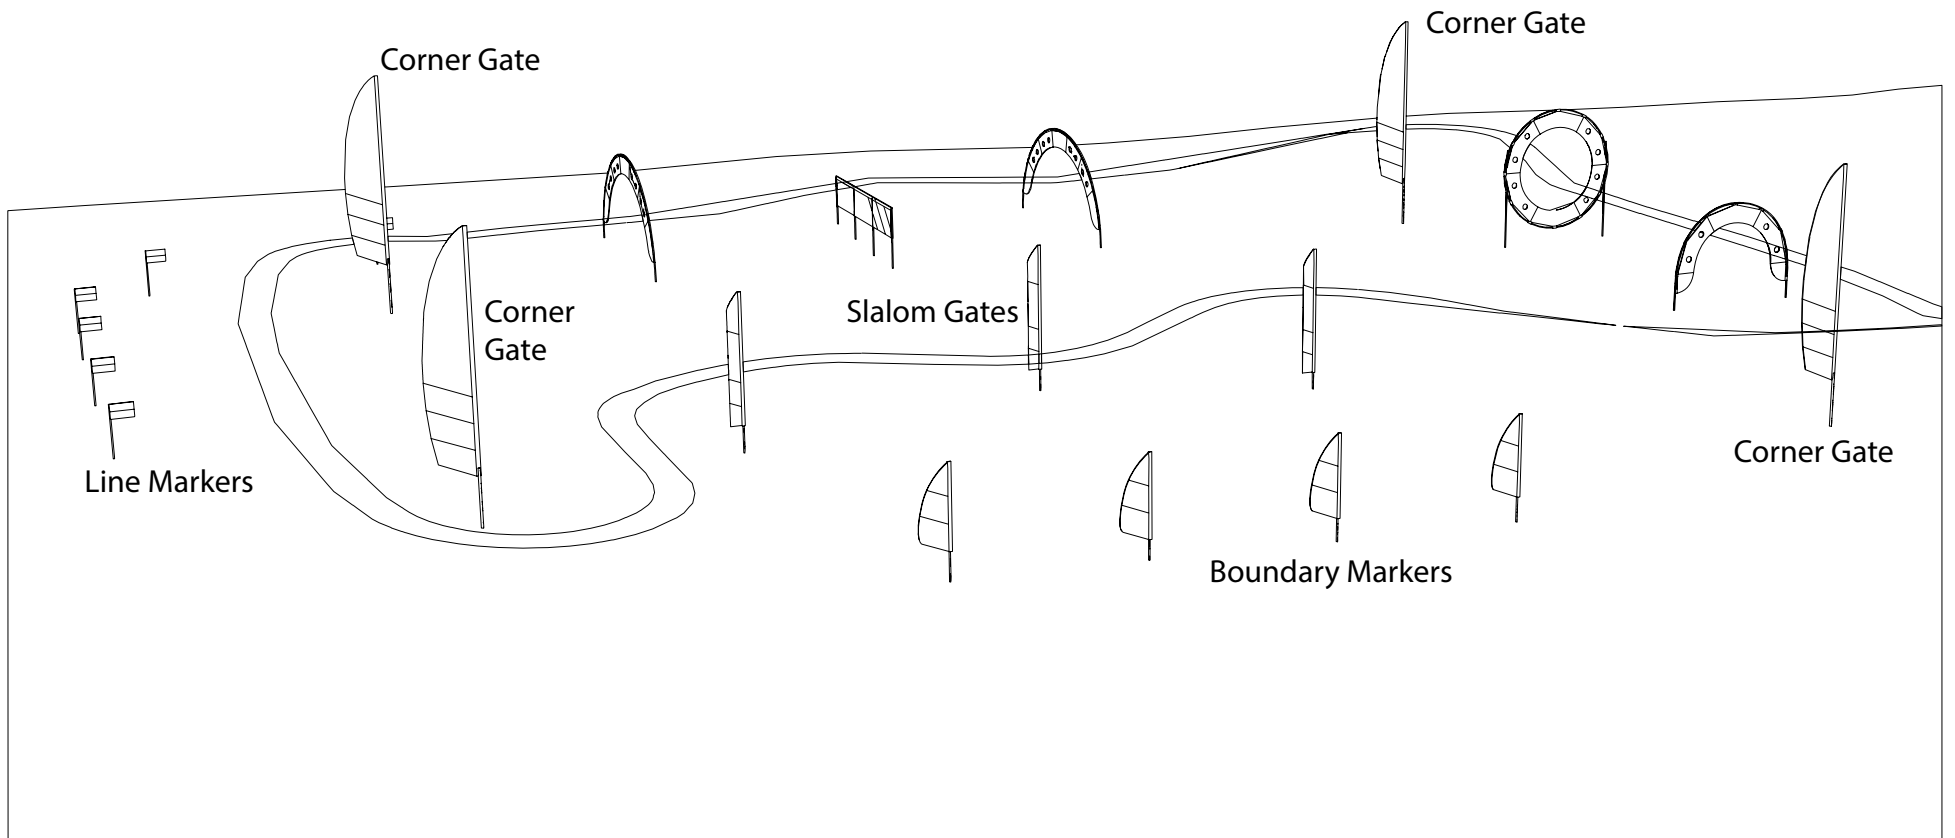 Corner Gate
Corner Gate
Corner
Gate
Slalom Gates
Corner Gate
Line Markers
Boundary Markers